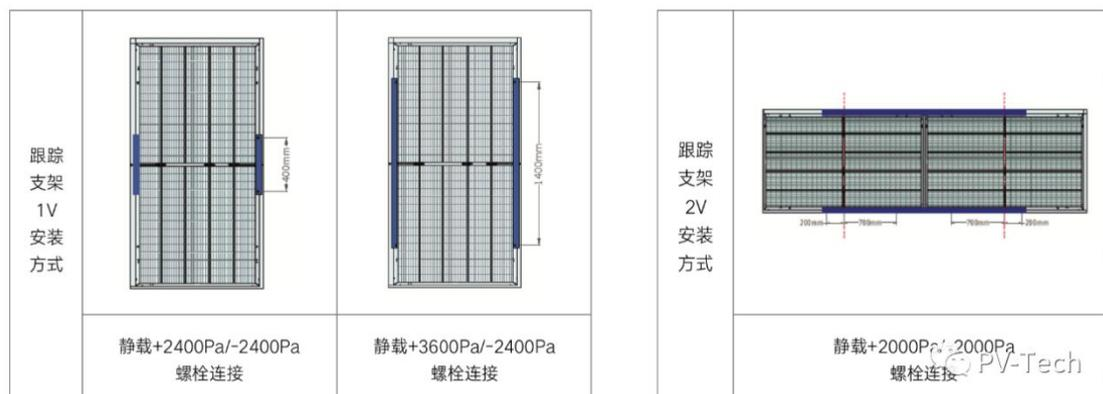 跟踪
支架
1V
安装
方式
400mm
静载+2400Pa/-2400Pa
螺栓连接
1400mm
静载+3600Pa/-2400Pa
螺栓连接
跟踪
支架
2V
安装
方式
200mm
700mm
700mm
200mm
静载+2000Pa/-2000Pa
螺栓连接
PV-Tech